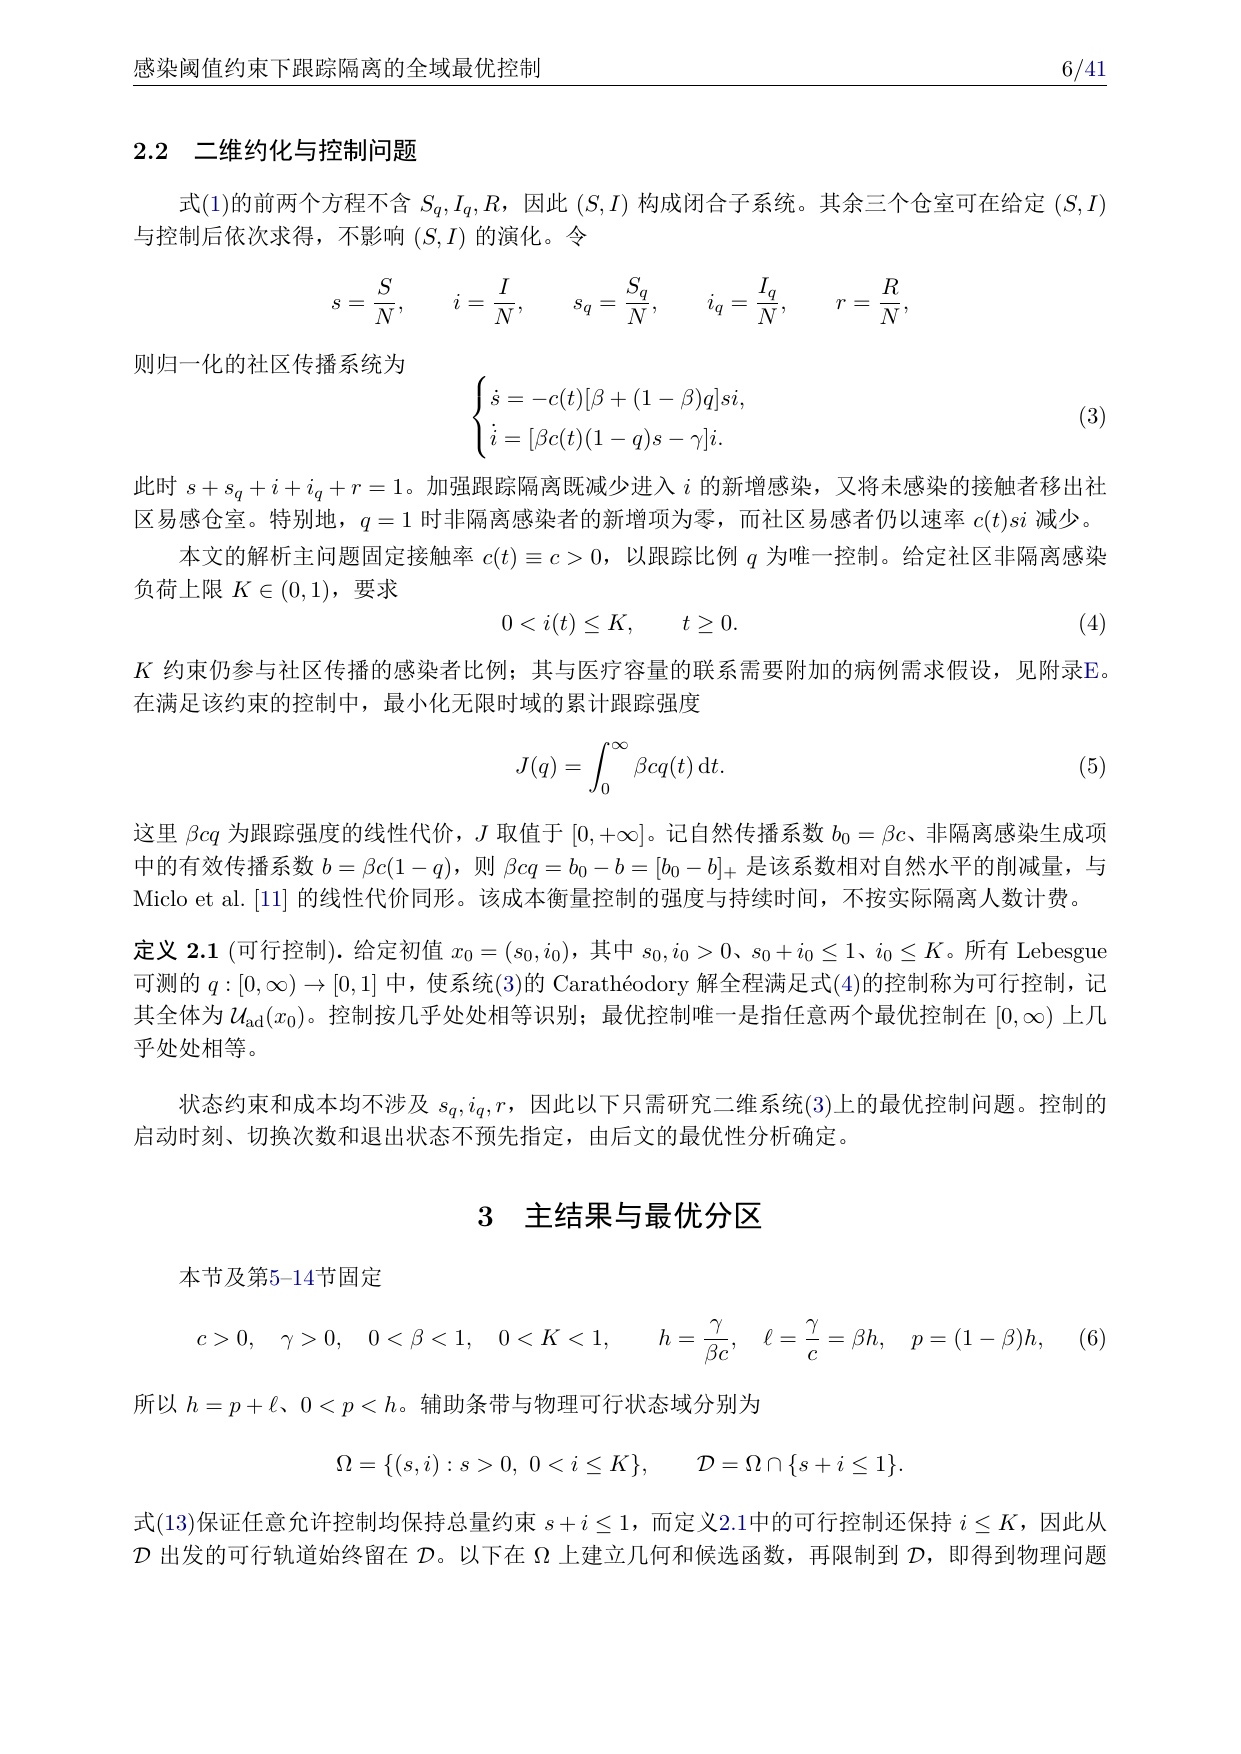 感染阈值约束下跟踪隔离的全域最优控制 6/41
2.2 二维约化与控制问题
式(1)的前两个方程不含 S_q, I_q, R，因此 (S, I) 构成闭合子系统。其余三个仓室可在给定 (S, I)
与控制后依次求得，不影响 (S, I) 的演化。令
s = S/N, i = I/N, s_q = S_q/N, i_q = I_q/N, r = R/N,
则归一化的社区传播系统为
{ ṡ = −c(t)[β + (1 − β)q]si,
i̇ = [βc(t)(1 − q)s − γ]i. (3)
此时 s + s_q + i + i_q + r = 1。加强跟踪隔离既减少进入 i 的新增感染，又将未感染的接触者移出社
区易感仓室。特别地，q = 1 时非隔离感染者的新增项为零，而社区易感者仍以速率 c(t)si 减少。
本文的解析主问题固定接触率 c(t) ≡ c > 0，以跟踪比例 q 为唯一控制。给定社区非隔离感染
负荷上限 K ∈ (0, 1)，要求
0 < i(t) ≤ K, t ≥ 0. (4)
K 约束仍参与社区传播的感染者比例；其与医疗容量的联系需要附加的病例需求假设，见附录E。
在满足该约束的控制中，最小化无限时域的累计跟踪强度
J(q) = ∫_0^∞ βcq(t) dt. (5)
这里 βcq 为跟踪强度的线性代价，J 取值于 [0, +∞]。记自然传播系数 b_0 = βc、非隔离感染生成项
中的有效传播系数 b = βc(1 − q)，则 βcq = b_0 − b = [b_0 − b]_+ 是该系数相对自然水平的削减量，与
Miclo et al. [11] 的线性代价同形。该成本衡量控制的强度与持续时间，不按实际隔离人数计费。
定义 2.1 (可行控制). 给定初值 x_0 = (s_0, i_0)，其中 s_0, i_0 > 0、s_0 + i_0 ≤ 1、i_0 ≤ K。所有 Lebesgue
可测的 q : [0, ∞) → [0, 1] 中，使系统(3)的 Carathéodory 解全程满足式(4)的控制称为可行控制，记
其全体为 𝒰_ad(x_0)。控制按几乎处处相等识别；最优控制唯一是指任意两个最优控制在 [0, ∞) 上几
乎处处相等。
状态约束和成本均不涉及 s_q, i_q, r，因此以下只需研究二维系统(3)上的最优控制问题。控制的
启动时刻、切换次数和退出状态不预先指定，由后文的最优性分析确定。
3 主结果与最优分区
本节及第5–14节固定
c > 0, γ > 0, 0 < β < 1, 0 < K < 1, h = γ/(βc), ℓ = γ/c = βh, p = (1 − β)h, (6)
所以 h = p + ℓ、0 < p < h。辅助条带与物理可行状态域分别为
Ω = {(s, i) : s > 0, 0 < i ≤ K}, 𝒟 = Ω ∩ {s + i ≤ 1}.
式(13)保证任意允许控制均保持总量约束 s + i ≤ 1，而定义2.1中的可行控制还保持 i ≤ K，因此从
𝒟 出发的可行轨道始终留在 𝒟。以下在 Ω 上建立几何和候选函数，再限制到 𝒟，即得到物理问题